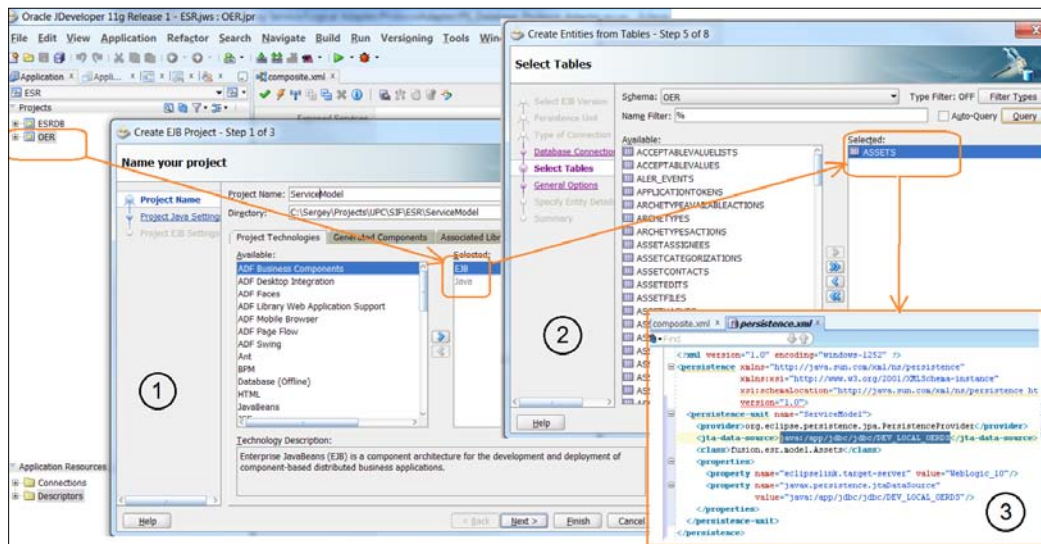 Oracle JDeveloper 11g Release 1 - ESR.jws : OER.jpr
File Edit View Application Refactor Search Navigate Build Run Versioning Tools
Application
composite.xml
ESR
Projects
ESRDB
OER
Create EJB Project - Step 1 of 3
Name your project
Project Name
Project Java Setting
Project EJB Settings
Project Name: ServiceModel
Directory: C:\Sergey\Projects\UPC\SIF\ESR\ServiceModel
Project Technologies Generated Components Associated Libr
Available:
ADF Business Components
ADF Desktop Integration
ADF Faces
ADF Library Web Application Support
ADF Mobile Browser
ADF Page Flow
ADF Swing
Ant
BPM
Database (Offline)
HTML
JavaBeans
Selected:
EJB
Java
1
Technology Description:
Enterprise JavaBeans (EJB) is a component architecture for the development and deployment of
component-based distributed business applications.
Application Resources
Connections
Descriptors
Help < Back Next > Finish Cancel
Create Entities from Tables - Step 5 of 8
Select Tables
Select EJB Version
Persistence Unit
Type of Connection
Database Connection
Select Tables
General Options
Specify Entity Details
Summary
Schema: OER Type Filter: OFF Filter Types
Name Filter: % Auto-Query Query
Available:
ACCEPTABLEVALUELISTS
ACCEPTABLEVALUES
ALER_EVENTS
APPLICATIONTOKENS
ARCHETYPEAVAILABLEACTIONS
ARCHETYPES
ARCHETYPESACTIONS
ASSETASSIGNEES
ASSETCATEGORIZATIONS
ASSETCONTACTS
ASSETEDITS
ASSETFILES
Selected:
ASSETS
2
Help
composite.xml persistence.xml
Find
<?xml version="1.0" encoding="windows-1252" ?>
<persistence xmlns="http://java.sun.com/xml/ns/persistence"
xmlns:xsi="http://www.w3.org/2001/XMLSchema-instance"
xsi:schemaLocation="http://java.sun.com/xml/ns/persistence ht
version="1.0">
<persistence-unit name="ServiceModel">
<provider>org.eclipse.persistence.jpa.PersistenceProvider</provider>
<jta-data-source>java:/app/jdbc/jdbc/DEV_LOCAL_OERDS</jta-data-source>
<class>fusion.esr.model.Assets</class>
<properties>
<property name="eclipselink.target-server" value="WebLogic_10"/>
<property name="javax.persistence.jtaDataSource"
value="java:/app/jdbc/jdbc/DEV_LOCAL_OERDS"/>
</properties>
</persistence-unit>
</persistence>
3